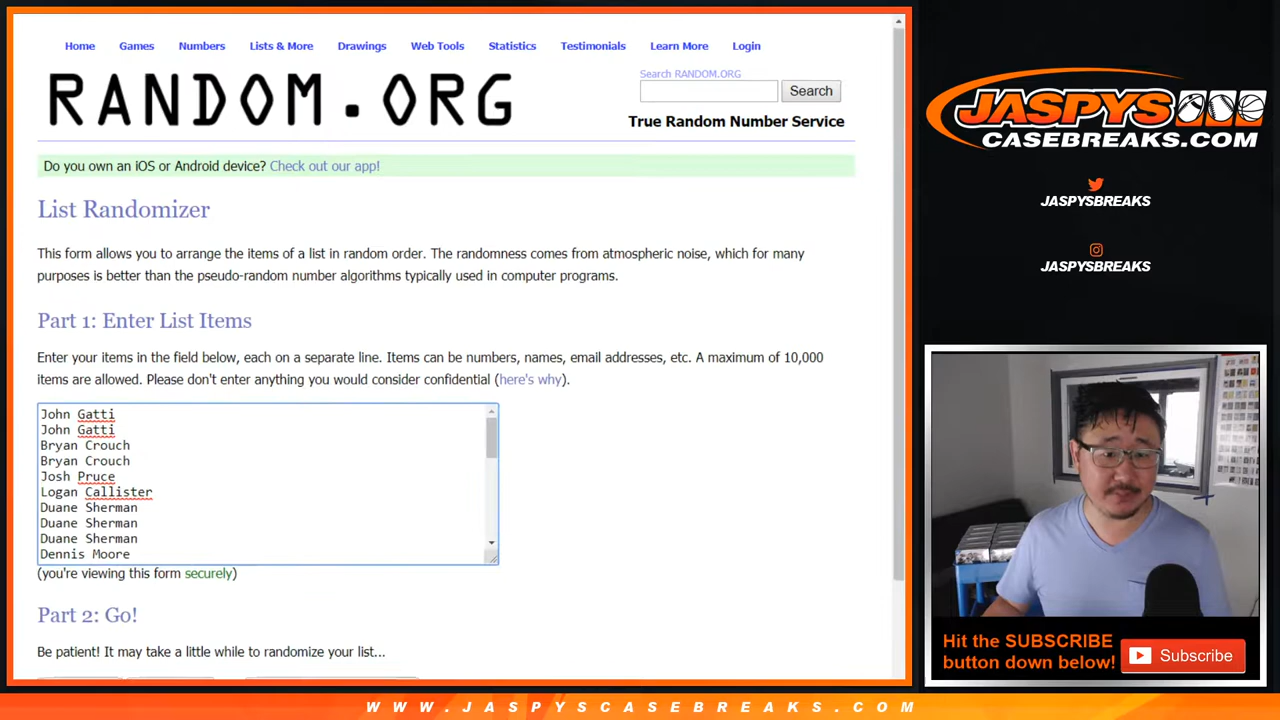 Home Games Numbers Lists & More Drawings Web Tools Statistics Testimonials Learn More Login
RANDOM.ORG
Search RANDOM.ORG
Search
True Random Number Service
Do you own an iOS or Android device? Check out our app!
List Randomizer
This form allows you to arrange the items of a list in random order. The randomness comes from atmospheric noise, which for many
purposes is better than the pseudo-random number algorithms typically used in computer programs.
Part 1: Enter List Items
Enter your items in the field below, each on a separate line. Items can be numbers, names, email addresses, etc. A maximum of 10,000
items are allowed. Please don't enter anything you would consider confidential (here's why).
John Gatti
John Gatti
Bryan Crouch
Bryan Crouch
Josh Pruce
Logan Callister
Duane Sherman
Duane Sherman
Duane Sherman
Dennis Moore
(you're viewing this form securely)
Part 2: Go!
Be patient! It may take a little while to randomize your list...
JASPYS
CASEBREAKS.COM
JASPYSBREAKS
JASPYSBREAKS
Hit the SUBSCRIBE
button down below!
Subscribe
WWW.JASPYSCASEBREAKS.COM